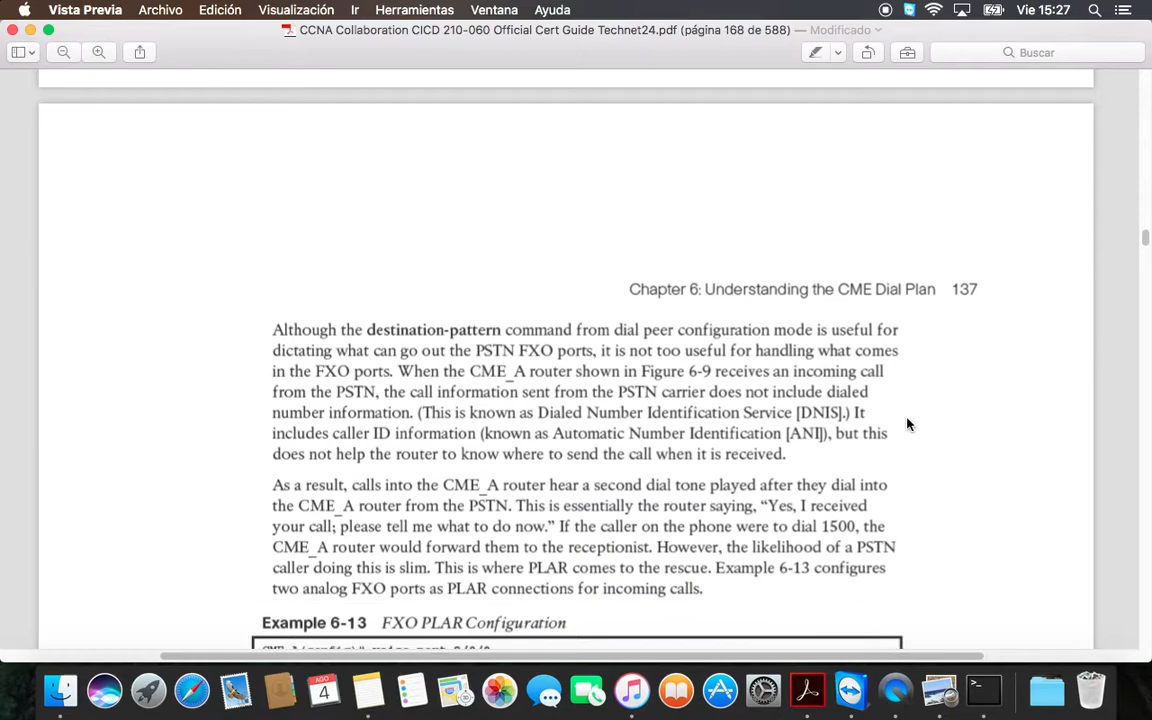 Vista Previa Archivo Edición Visualización Ir Herramientas Ventana Ayuda Vie 15:27
CCNA Collaboration CICD 210-060 Official Cert Guide Technet24.pdf (página 168 de 588) — Modificado
Buscar
Chapter 6: Understanding the CME Dial Plan 137
Although the destination-pattern command from dial peer configuration mode is useful for
dictating what can go out the PSTN FXO ports, it is not too useful for handling what comes
in the FXO ports. When the CME_A router shown in Figure 6-9 receives an incoming call
from the PSTN, the call information sent from the PSTN carrier does not include dialed
number information. (This is known as Dialed Number Identification Service [DNIS].) It
includes caller ID information (known as Automatic Number Identification [ANI]), but this
does not help the router to know where to send the call when it is received.
As a result, calls into the CME_A router hear a second dial tone played after they dial into
the CME_A router from the PSTN. This is essentially the router saying, “Yes, I received
your call; please tell me what to do now.” If the caller on the phone were to dial 1500, the
CME_A router would forward them to the receptionist. However, the likelihood of a PSTN
caller doing this is slim. This is where PLAR comes to the rescue. Example 6-13 configures
two analog FXO ports as PLAR connections for incoming calls.
Example 6-13 FXO PLAR Configuration
AGO
4